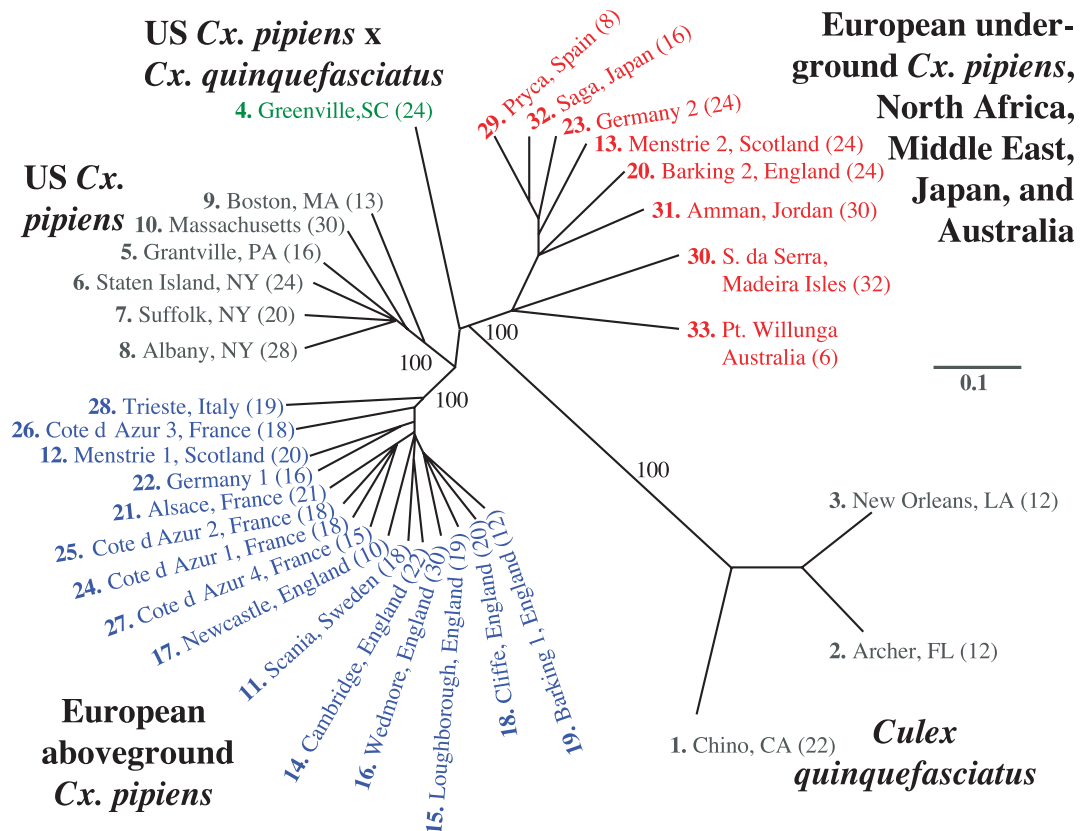 US Cx. pipiens x
Cx. quinquefasciatus
4. Greenville,SC (24)
European under-
ground Cx. pipiens,
North Africa,
Middle East,
Japan, and
Australia
29. Pryca, Spain (8)
32. Saga, Japan (16)
23. Germany 2 (24)
13. Menstrie 2, Scotland (24)
20. Barking 2, England (24)
31. Amman, Jordan (30)
30. S. da Serra,
Madeira Isles (32)
33. Pt. Willunga
Australia (6)
US Cx.
pipiens
9. Boston, MA (13)
10. Massachusetts (30)
5. Grantville, PA (16)
6. Staten Island, NY (24)
7. Suffolk, NY (20)
8. Albany, NY (28)
100
100
100
100
0.1
28. Trieste, Italy (19)
26. Cote d Azur 3, France (18)
12. Menstrie 1, Scotland (20)
22. Germany 1 (16)
21. Alsace, France (21)
25. Cote d Azur 2, France (18)
24. Cote d Azur 1, France (18)
27. Cote d Azur 4, France (15)
17. Newcastle, England (10)
11. Scania, Sweden (18)
14. Cambridge, England (22)
16. Wedmore, England (30)
15. Loughborough, England (19)
18. Cliffe, England (20)
19. Barking 1, England (12)
European
aboveground
Cx. pipiens
3. New Orleans, LA (12)
2. Archer, FL (12)
1. Chino, CA (22)
Culex
quinquefasciatus